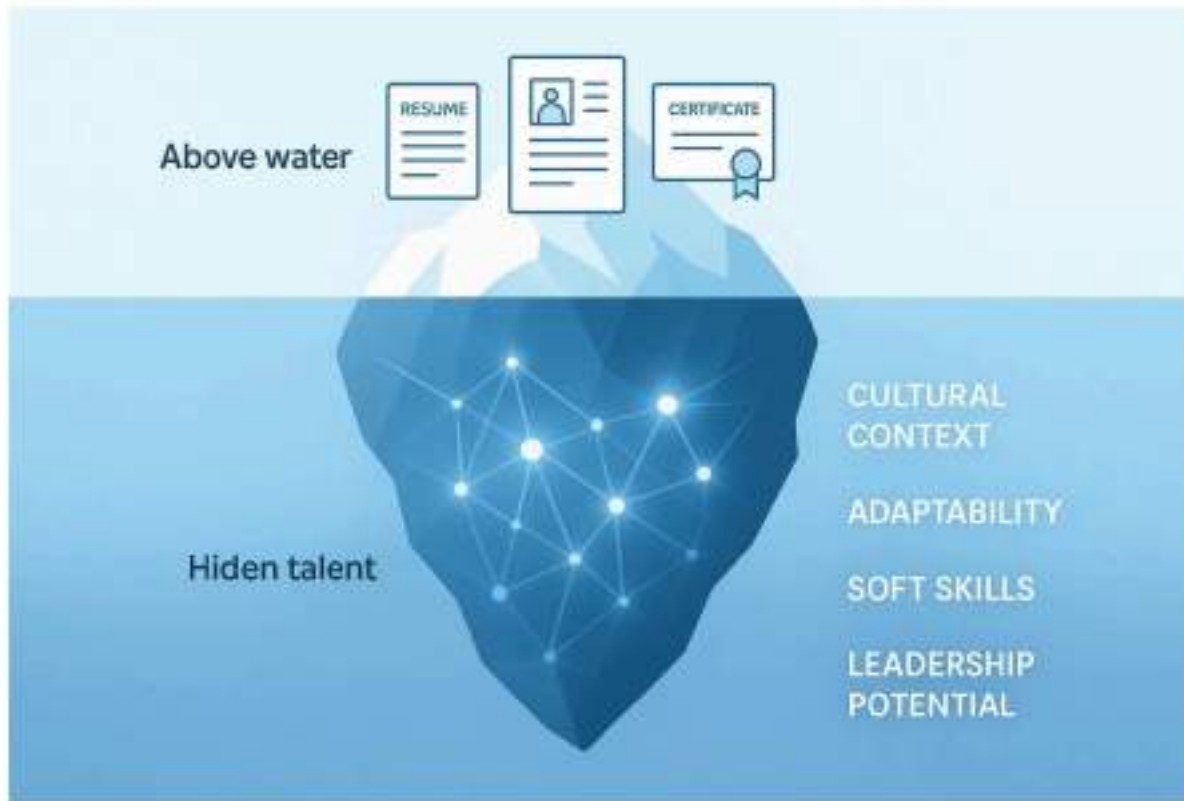 RESUME
CERTIFICATE
Above water
CULTURAL
CONTEXT
ADAPTABILITY
Hiden talent
SOFT SKILLS
LEADERSHIP
POTENTIAL